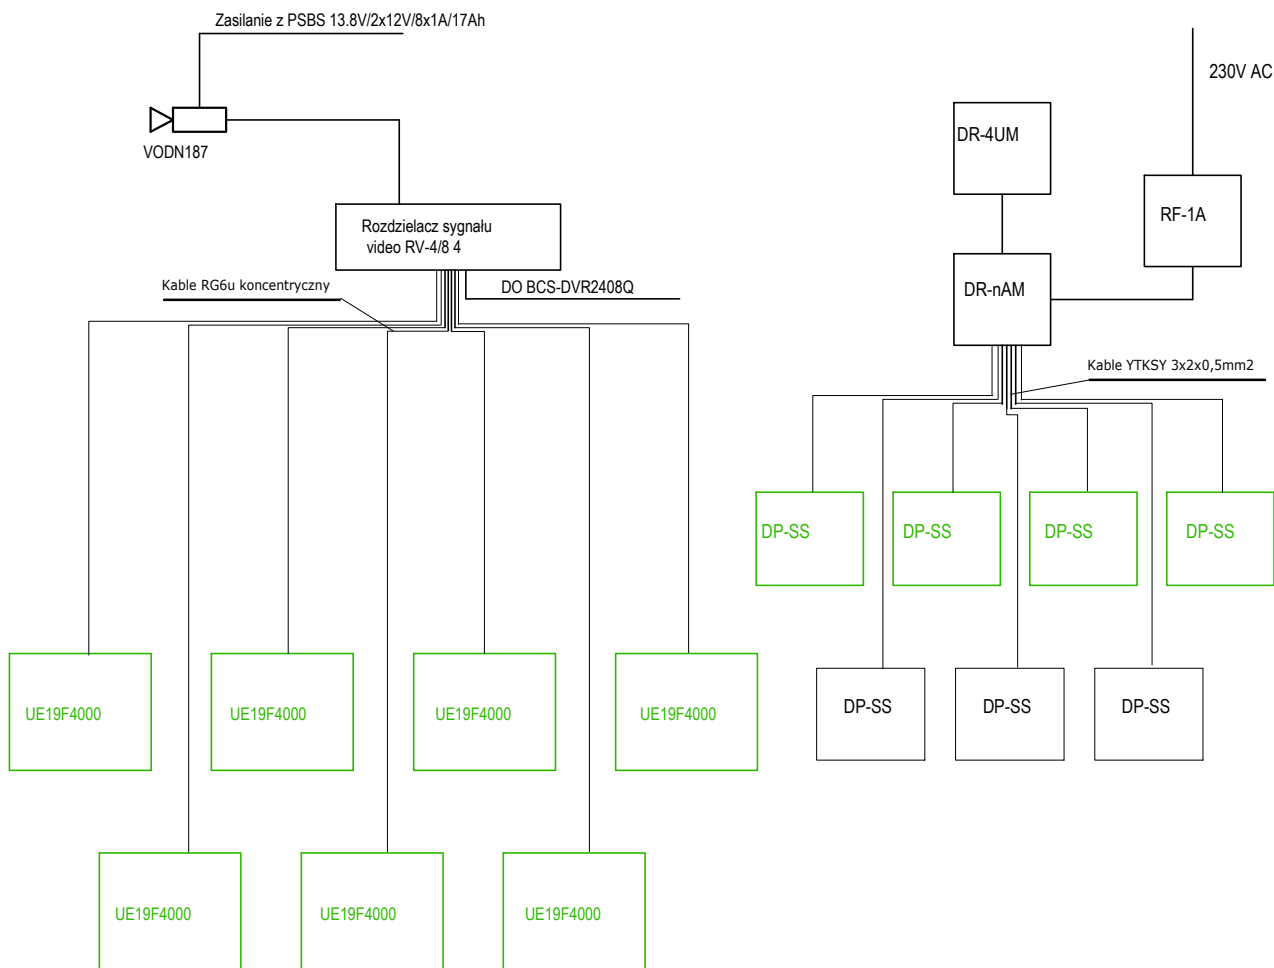 Zasilanie z PSBS 13.8V/2x12V/8x1A/17Ah
VODN187
Rozdzielacz sygnału
video RV-4/8 4
Kable RG6u koncentryczny
DO BCS-DVR2408Q
UE19F4000
UE19F4000
UE19F4000
UE19F4000
UE19F4000
UE19F4000
UE19F4000
230V AC
DR-4UM
RF-1A
DR-nAM
Kable YTKSY 3x2x0,5mm2
DP-SS
DP-SS
DP-SS
DP-SS
DP-SS
DP-SS
DP-SS